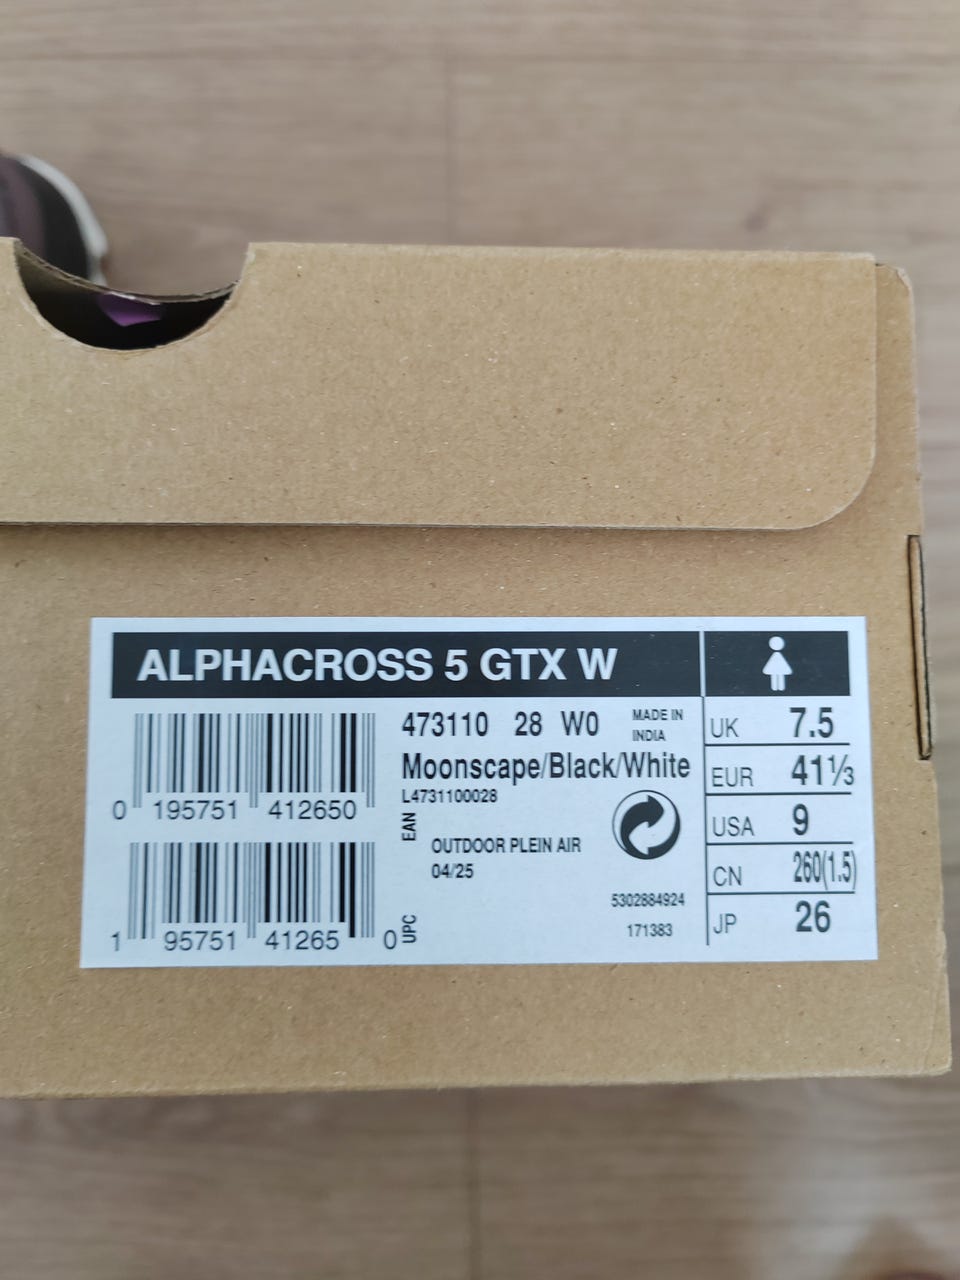 ALPHACROSS 5 GTX W
473110 28 W0
MADE IN
INDIA
Moonscape/Black/White
L4731100028
0 195751 412650
EAN
OUTDOOR PLEIN AIR
04/25
5302884924
171383
1 95751 41265 0
UPC
UK 7.5
EUR 41⅓
USA 9
CN 260(1.5)
JP 26